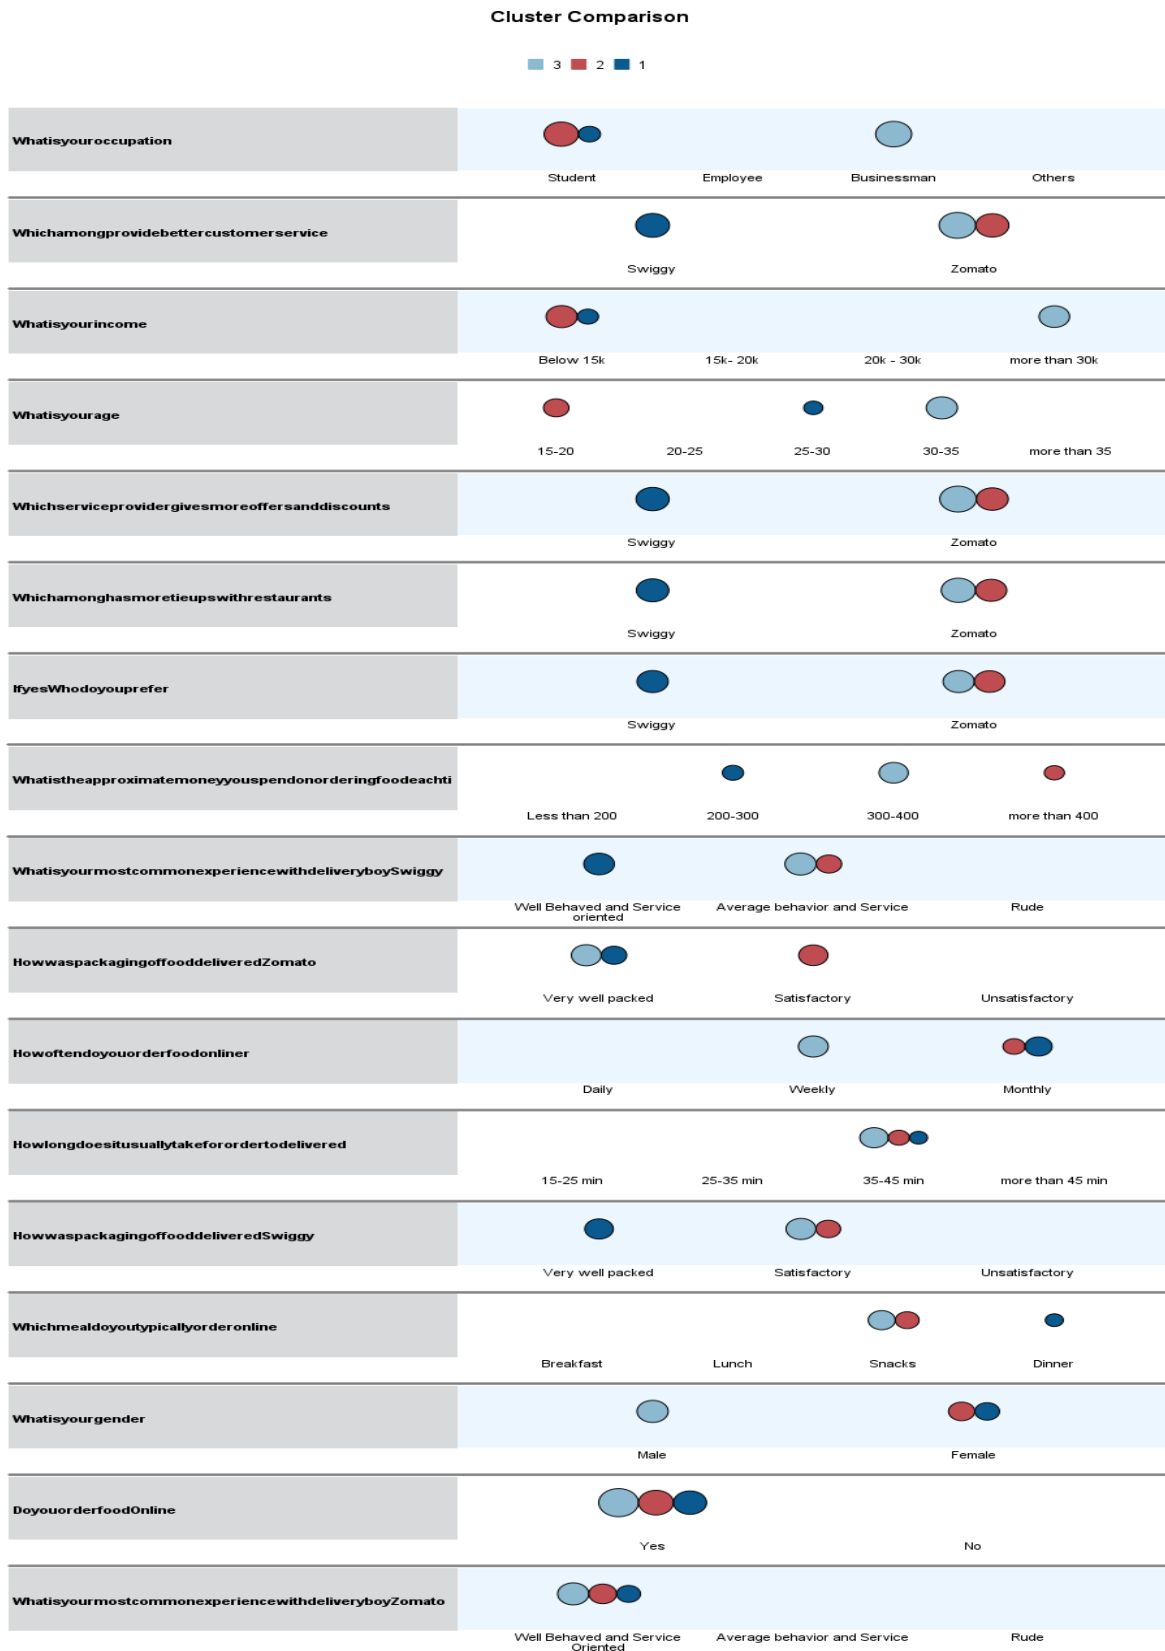 Cluster Comparison
3 2 1
Whatisyouroccupation
Student Employee Businessman Others
Whichamongprovidebettercustomerservice
Swiggy Zomato
Whatisyourincome
Below 15k 15k- 20k 20k - 30k more than 30k
Whatisyourage
15-20 20-25 25-30 30-35 more than 35
Whichserviceprovidergivesmoreoffersanddiscounts
Swiggy Zomato
Whichamonghasmoretieupswithrestaurants
Swiggy Zomato
IfyesWhodoyouprefer
Swiggy Zomato
Whatistheapproximatemoneyyouspendonorderingfoodeachti
Less than 200 200-300 300-400 more than 400
WhatisyourmostcommonexperiencewithdeliveryboySwiggy
Well Behaved and Service Average behavior and Service Rude
oriented
HowwaspackagingoffooddeliveredZomato
Very well packed Satisfactory Unsatisfactory
Howoftendoyouorderfoodonliner
Daily Weekly Monthly
Howlongdoesitusuallytakeforordertodelivered
15-25 min 25-35 min 35-45 min more than 45 min
HowwaspackagingoffooddeliveredSwiggy
Very well packed Satisfactory Unsatisfactory
Whichmealdoyoutypicallyorderonline
Breakfast Lunch Snacks Dinner
Whatisyourgender
Male Female
DoyouorderfoodOnline
Yes No
WhatisyourmostcommonexperiencewithdeliveryboyZomato
Well Behaved and Service Average behavior and Service Rude
Oriented